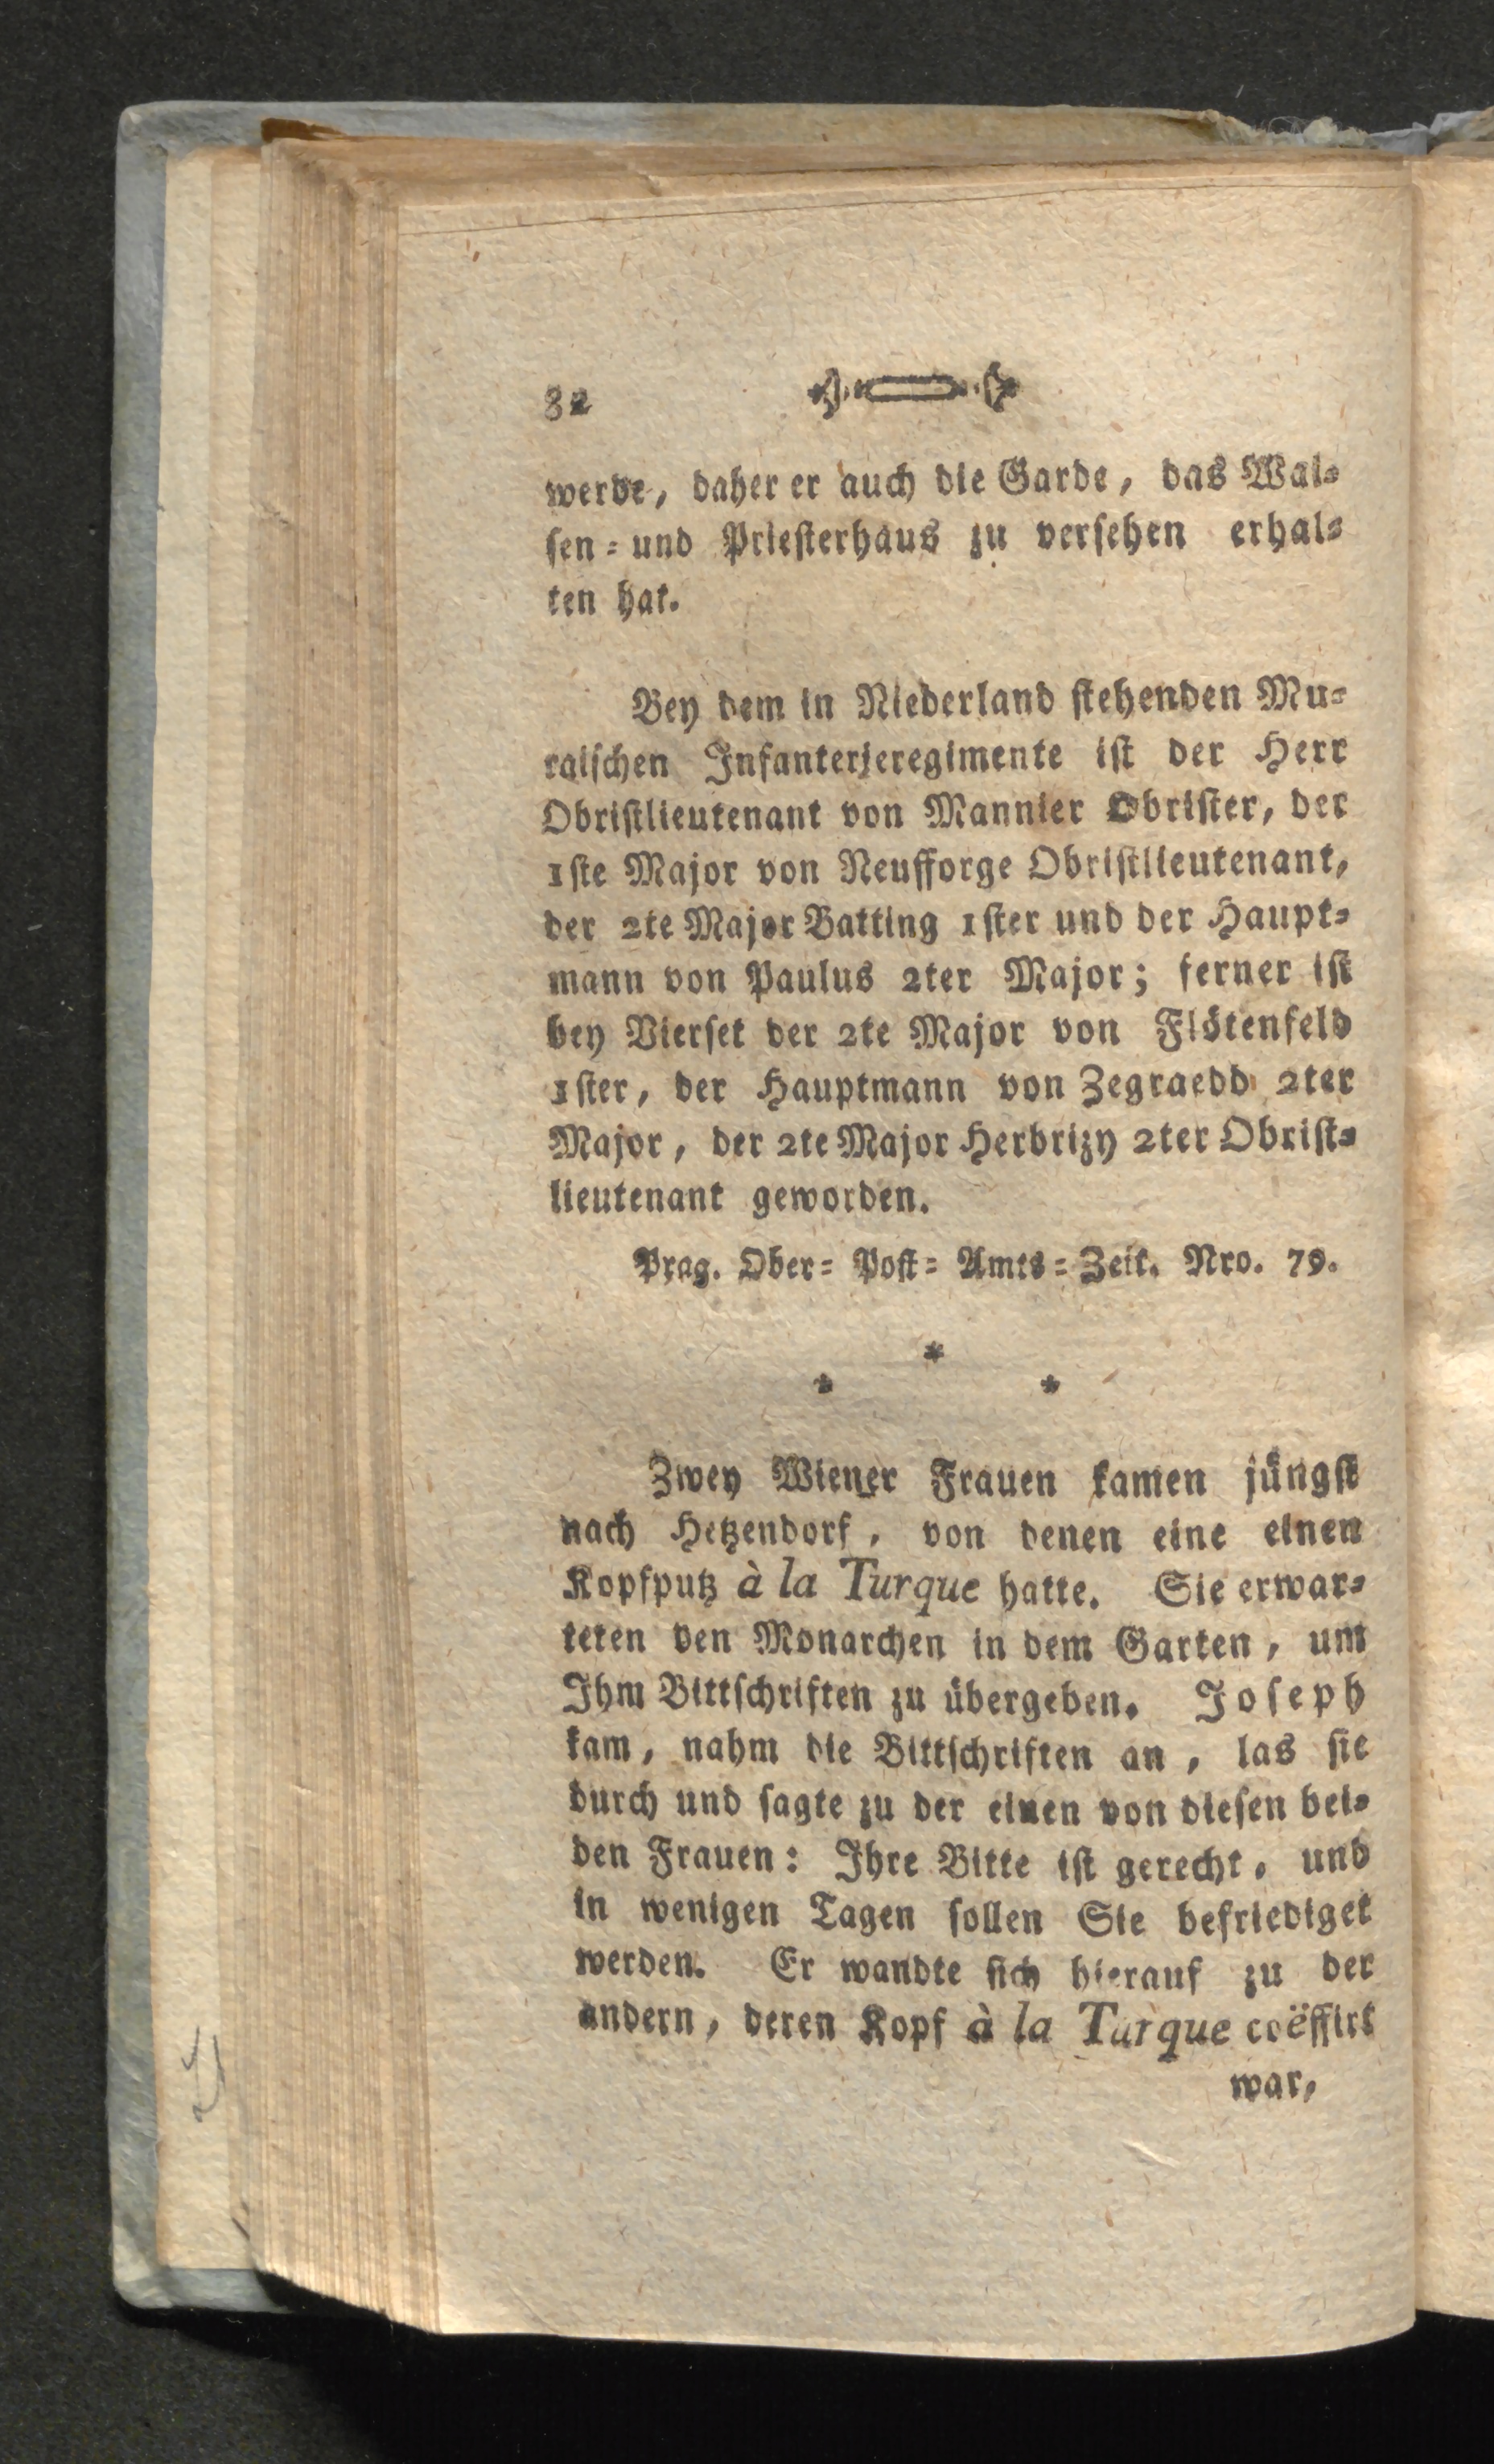 82
werde, daher er auch die Garde, das Wai⸗
ſen⸗ und Prieſterhaus zu verſehen erhal⸗
ten hat.
Bey dem in Niederland ſtehenden Mu⸗
raiſchen Infanterieregimente iſt der Herr
Obriſtlieutenant von Mannier Obriſter, der
1ſte Major von Neufforge Obriſtlieutenant,
der 2te Major Batting 1ſter und der Haupt⸗
mann von Paulus 2ter Major; ferner iſt
bey Vierſet der 2te Major von Flötenfeld
1ſter, der Hauptmann von Zegraedd 2ter
Major, der 2te Major Herbrizy 2ter Obriſt⸗
lieutenant geworden.
Prag. Ober⸗ Poſt⸗ Amts⸗Zeit. Nro. 79.
*
* *
Zwey Wiener Frauen kamen jüngſt
nach Hetzendorf, von denen eine einen
Kopfputz à la Turque hatte. Sie erwar⸗
teten den Monarchen in dem Garten, um
Ihm Bittſchriften zu übergeben. Joſeph
kam, nahm die Bittſchriften an, las ſie
durch und ſagte zu der einen von dieſen bei⸗
den Frauen: Ihre Bitte iſt gerecht, und
in wenigen Tagen ſollen Sie befriediget
werden. Er wandte ſich hierauf zu der
andern, deren Kopf à la Turque coëffirt
war,